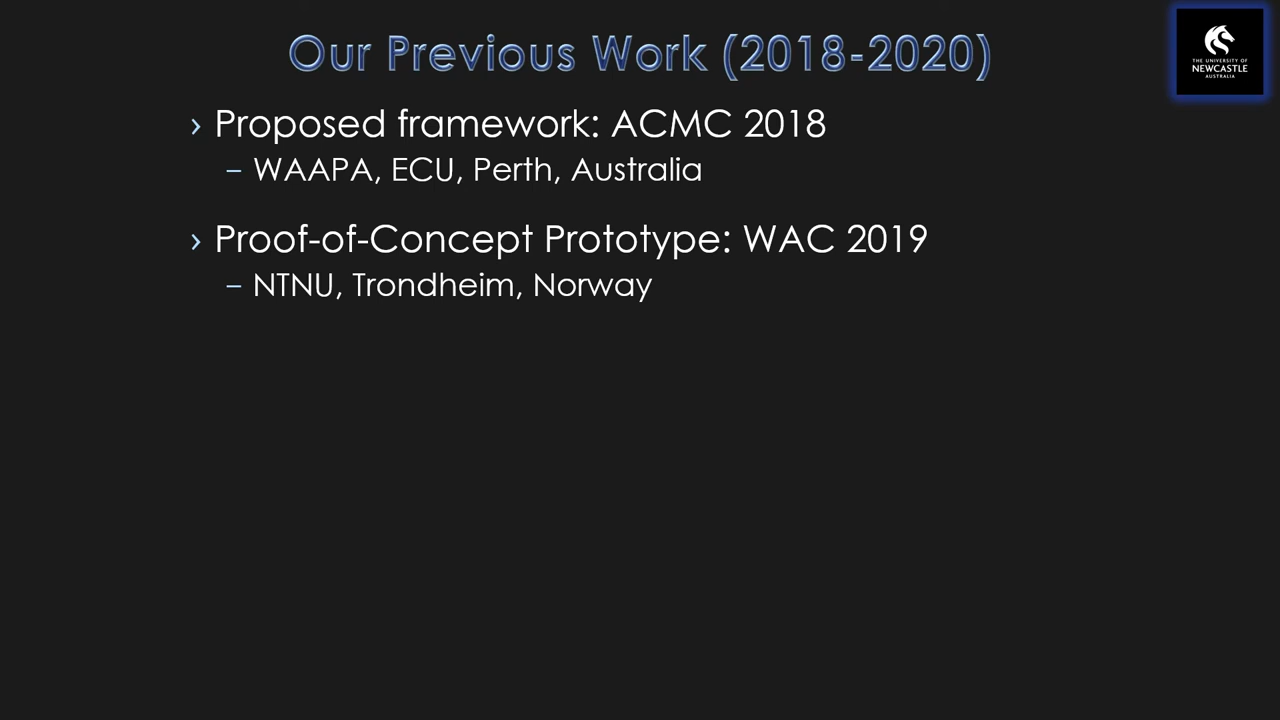 Our Previous Work (2018-2020)
THE UNIVERSITY OF
NEWCASTLE
AUSTRALIA
› Proposed framework: ACMC 2018
– WAAPA, ECU, Perth, Australia
› Proof-of-Concept Prototype: WAC 2019
– NTNU, Trondheim, Norway